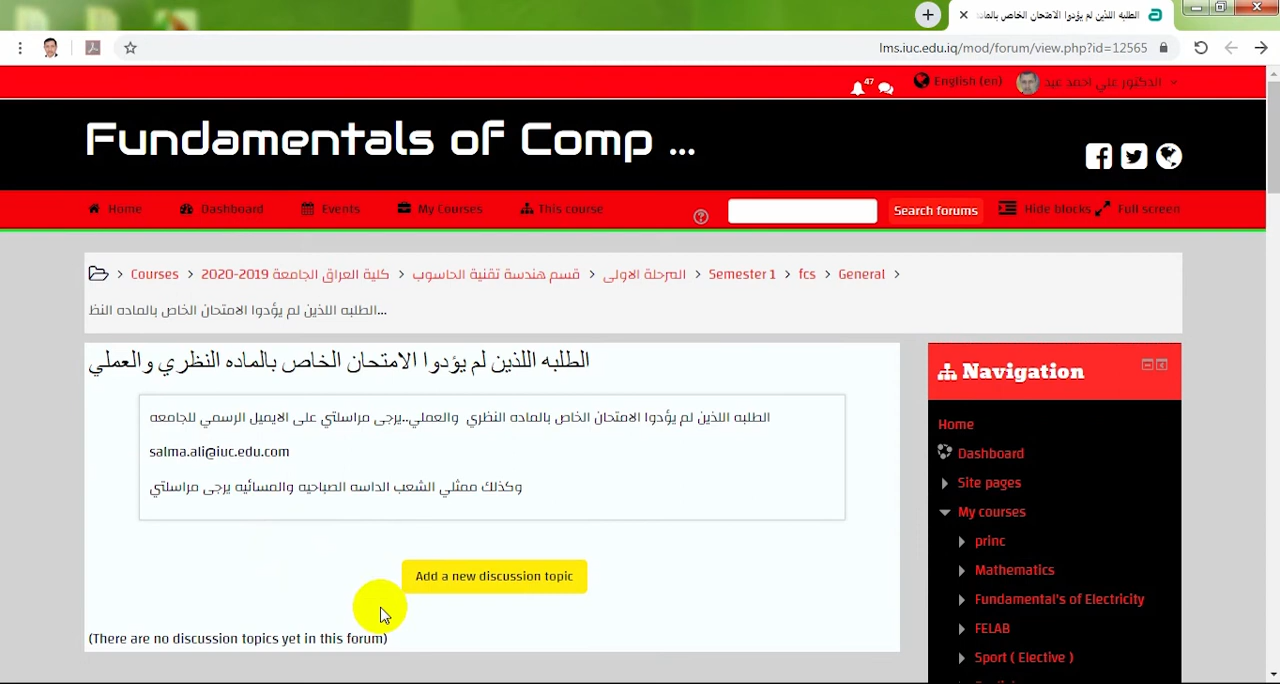 الطلبه اللذين لم يؤدوا الامتحان الخاص بالماد
lms.iuc.edu.iq/mod/forum/view.php?id=12565
47
English (en)
الدكتور علي احمد عيد
Fundamentals of Comp ...
Home
Dashboard
Events
My Courses
This course
Search forums
Hide blocks
Full screen
Courses > كلية العراق الجامعة 2019-2020 > قسم هندسة تقنية الحاسوب > المرحلة الاولى > Semester 1 > fcs > General >
الطلبه اللذين لم يؤدوا الامتحان الخاص بالماده النظ...
الطلبه اللذين لم يؤدوا الامتحان الخاص بالماده النظري والعملي
الطلبه اللذين لم يؤدوا الامتحان الخاص بالماده النظري والعملي..يرجى مراسلتي على الايميل الرسمي للجامعه
salma.ali@iuc.edu.com
وكذلك ممثلي الشعب الداسه الصباحيه والمسائيه يرجى مراسلتي
Add a new discussion topic
(There are no discussion topics yet in this forum)
Navigation
Home
Dashboard
Site pages
My courses
princ
Mathematics
Fundamental's of Electricity
FELAB
Sport ( Elective )